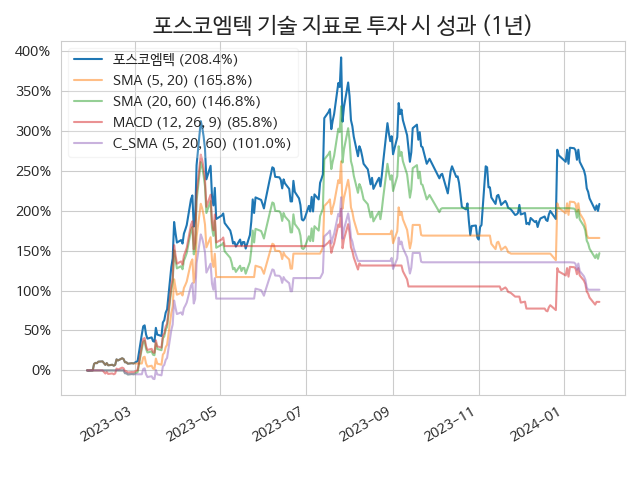 포스코엠텍 기술 지표로 투자 시 성과 (1년)
400%
350%
300%
250%
200%
150%
100%
50%
0%
포스코엠텍 (208.4%)
SMA (5, 20) (165.8%)
SMA (20, 60) (146.8%)
MACD (12, 26, 9) (85.8%)
C_SMA (5, 20, 60) (101.0%)
2023-03
2023-05
2023-07
2023-09
2023-11
2024-01